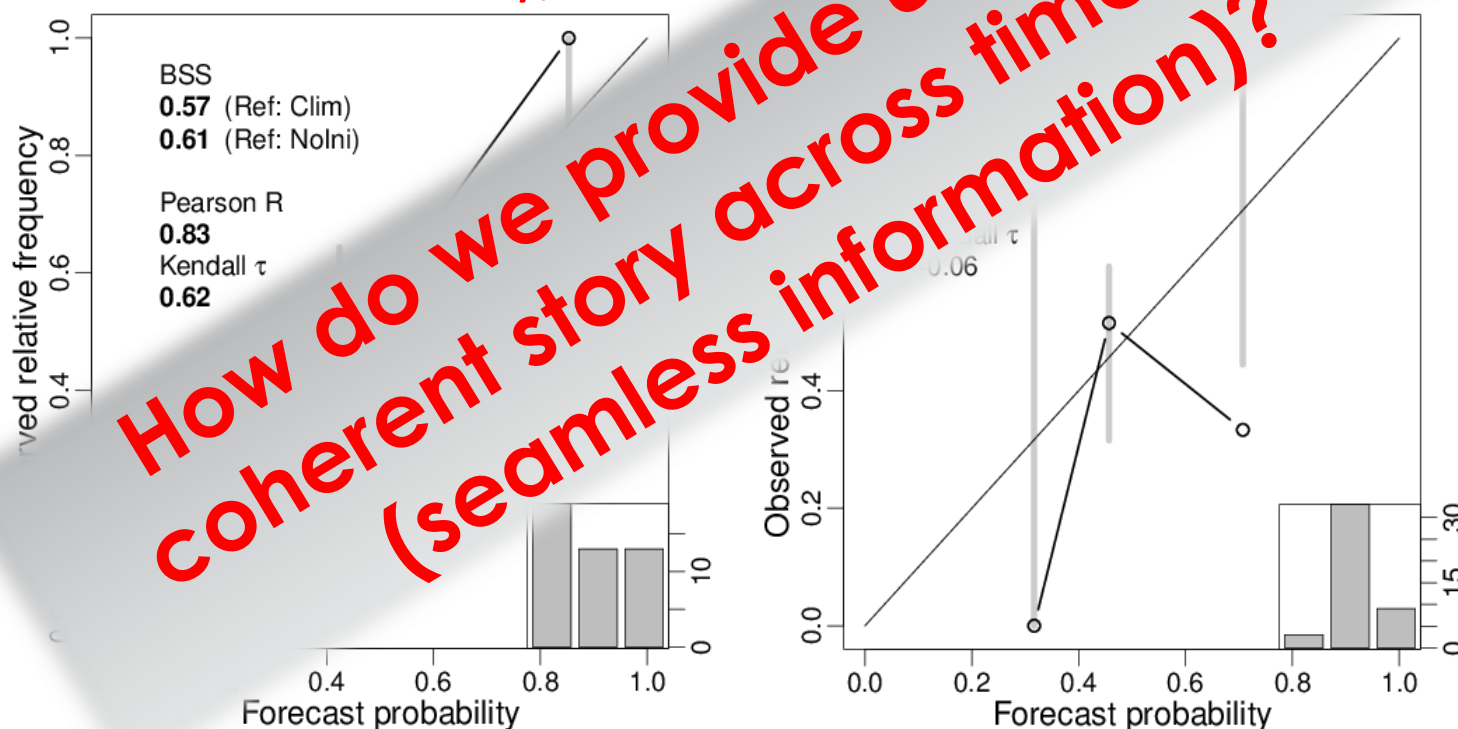 How do we provide
coherent story across time
(seamless information)?
BSS
0.57 (Ref: Clim)
0.61 (Ref: NoIni)
Pearson R
0.83
Kendall τ
0.62
1.0
0.8
0.6
0.4
relative frequency
0.4
0.6
0.8
1.0
Forecast probability
10
0
τ
0.06
Observed
0.4
0.2
0.0
0.0
0.2
0.4
0.6
0.8
1.0
Forecast probability
30
15
0